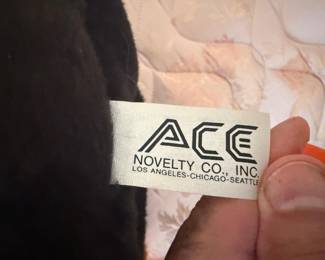 ACE
NOVELTY CO., INC.
LOS ANGELES-CHICAGO-SEATTLE